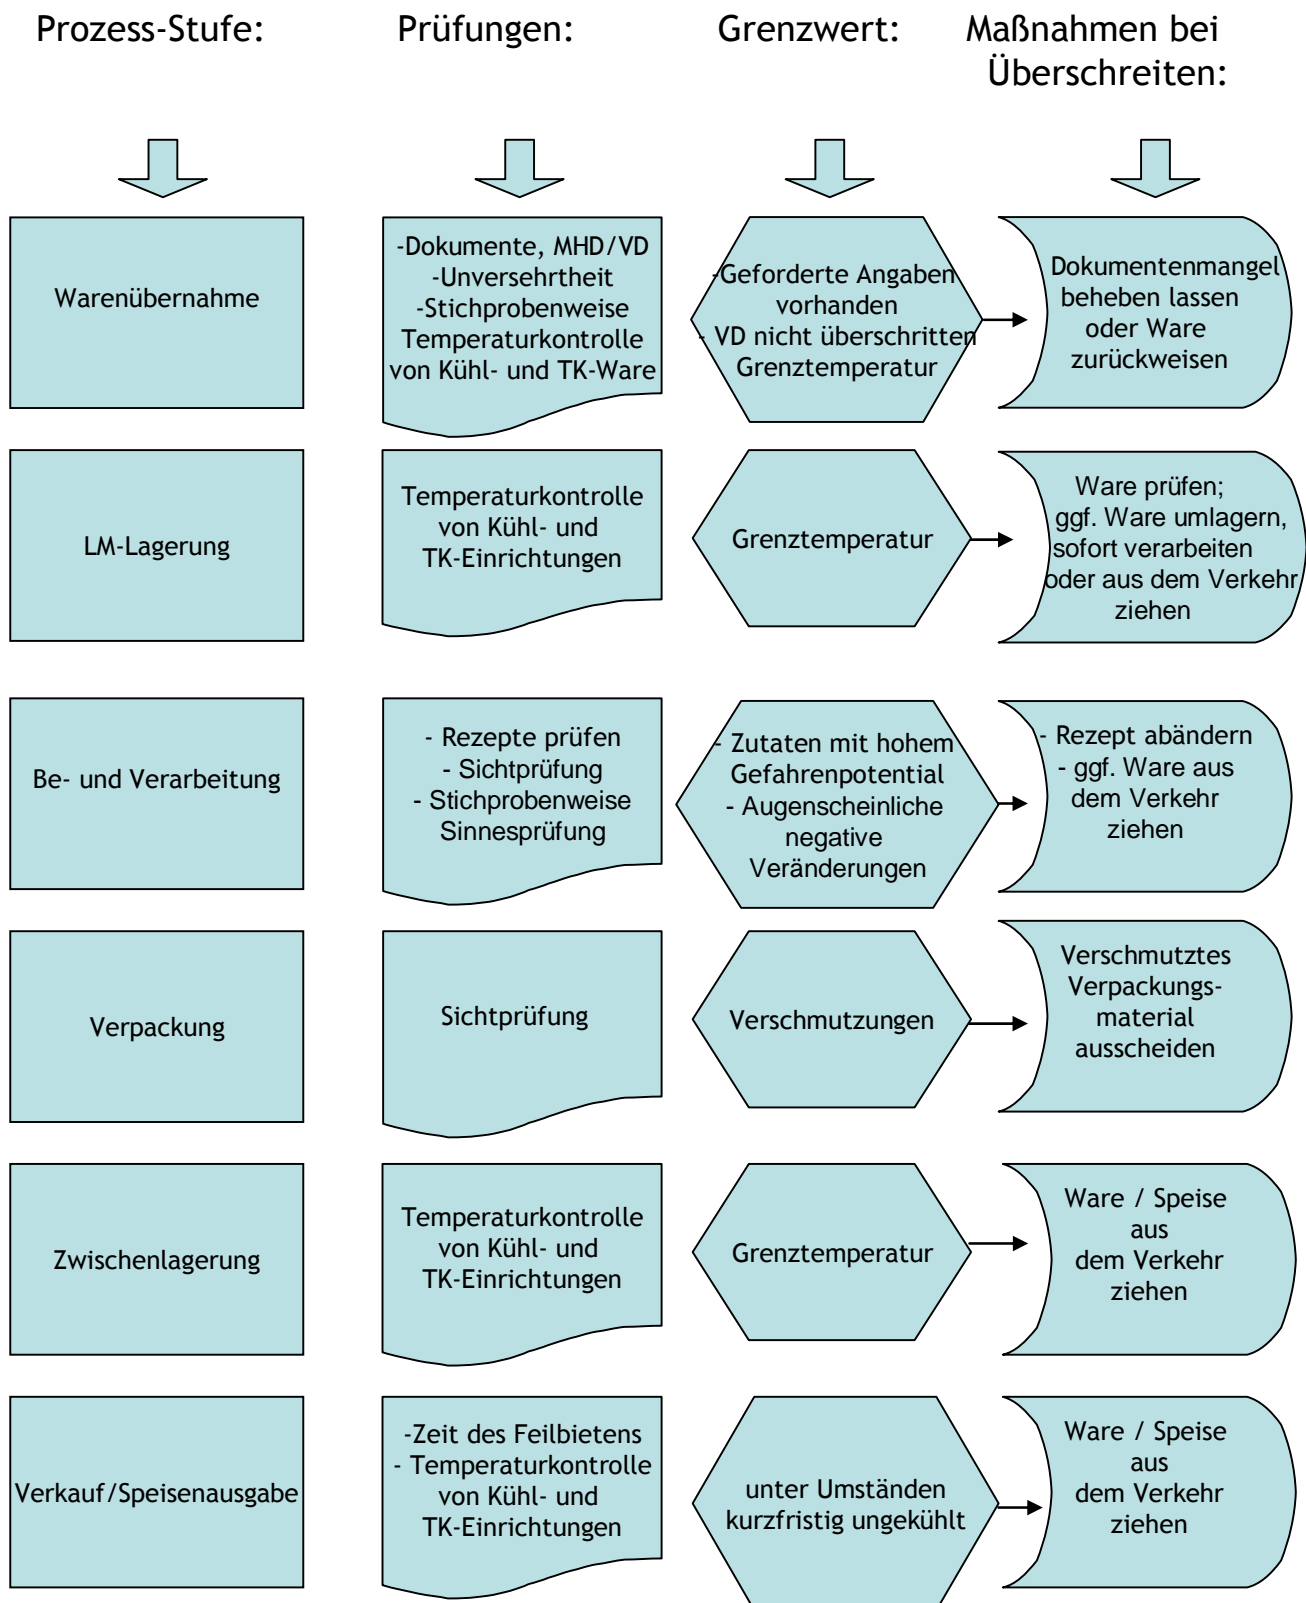 Prozess-Stufe:
Prüfungen:
Grenzwert:
Maßnahmen bei
Überschreiten:
Warenübernahme
-Dokumente, MHD/VD
-Unversehrtheit
-Stichprobenweise
Temperaturkontrolle
von Kühl- und TK-Ware
-Geforderte Angaben
vorhanden
- VD nicht überschritten
Grenztemperatur
Dokumentenmangel
beheben lassen
oder Ware
zurückweisen
LM-Lagerung
Temperaturkontrolle
von Kühl- und
TK-Einrichtungen
Grenztemperatur
Ware prüfen;
ggf. Ware umlagern,
sofort verarbeiten
oder aus dem Verkehr
ziehen
Be- und Verarbeitung
- Rezepte prüfen
- Sichtprüfung
- Stichprobenweise
Sinnesprüfung
- Zutaten mit hohem
Gefahrenpotential
- Augenscheinliche
negative
Veränderungen
- Rezept abändern
- ggf. Ware aus
dem Verkehr
ziehen
Verpackung
Sichtprüfung
Verschmutzungen
Verschmutztes
Verpackungs-
material
ausscheiden
Zwischenlagerung
Temperaturkontrolle
von Kühl- und
TK-Einrichtungen
Grenztemperatur
Ware / Speise
aus
dem Verkehr
ziehen
Verkauf/Speisenausgabe
-Zeit des Feilbietens
- Temperaturkontrolle
von Kühl- und
TK-Einrichtungen
unter Umständen
kurzfristig ungekühlt
Ware / Speise
aus
dem Verkehr
ziehen